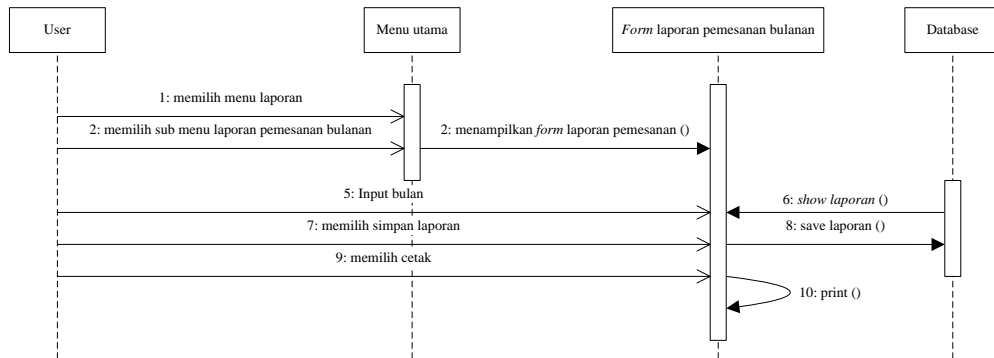 User
Menu utama
Form laporan pemesanan bulanan
Database
1: memilih menu laporan
2: memilih sub menu laporan pemesanan bulanan
2: menampilkan form laporan pemesanan ()
5: Input bulan
6: show laporan ()
7: memilih simpan laporan
8: save laporan ()
9: memilih cetak
10: print ()